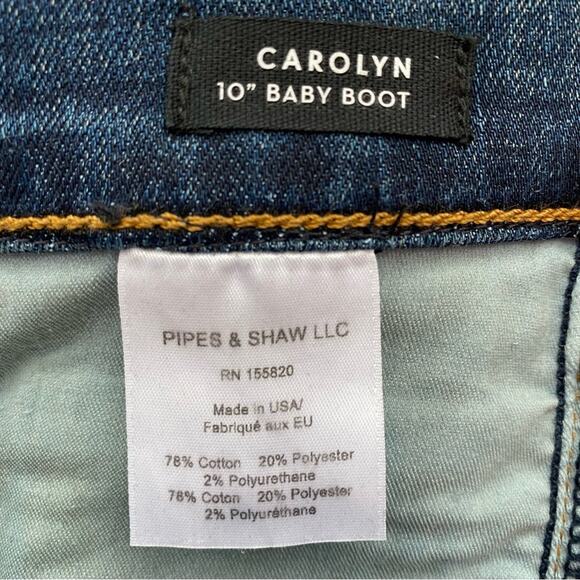 CAROLYN
10” BABY BOOT
PIPES & SHAW LLC
RN 155820
Made in USA/
Fabriqué aux EU
78% Cotton 20% Polyester
2% Polyurethane
78% Coton 20% Polyester
2% Polyuréthane